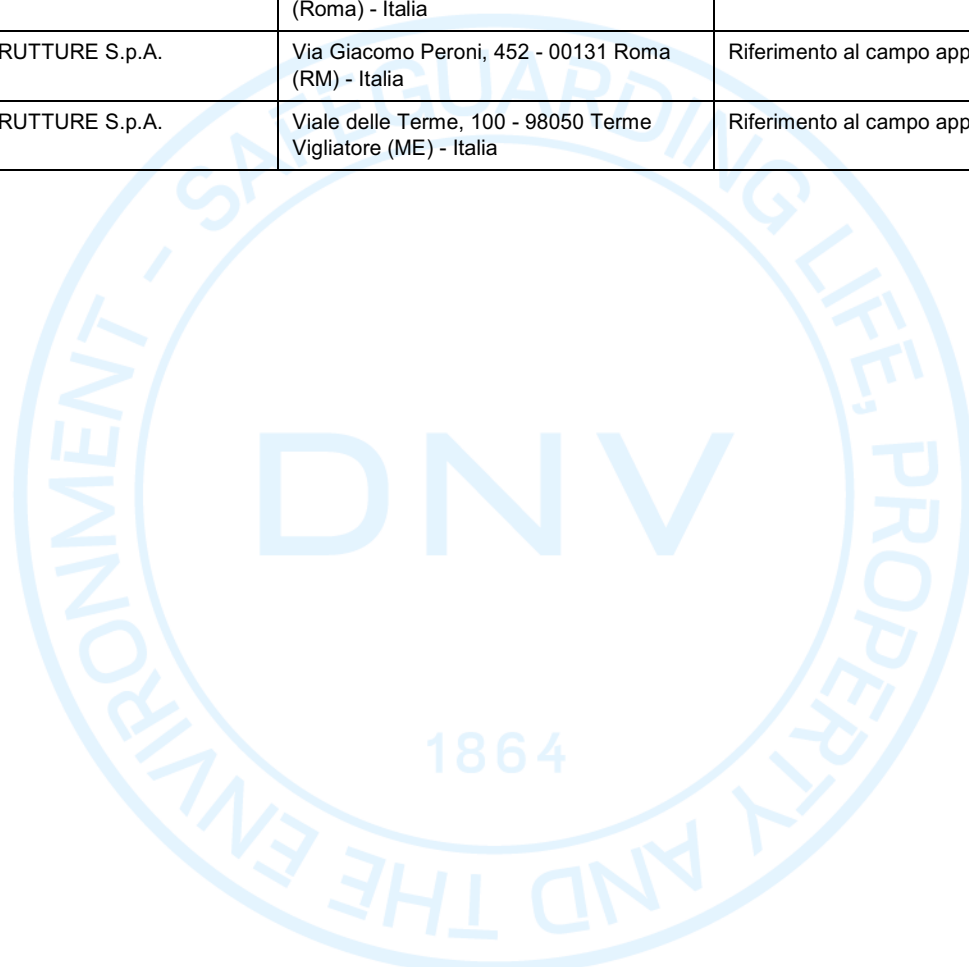 (Roma) - Italia
RUTTURE S.p.A.
Via Giacomo Peroni, 452 - 00131 Roma
(RM) - Italia
Riferimento al campo app
RUTTURE S.p.A.
Viale delle Terme, 100 - 98050 Terme
Vigliatore (ME) - Italia
Riferimento al campo app
SAFEGUARDING LIFE, PROPERTY AND THE ENVIRONMENT -
DNV
1864